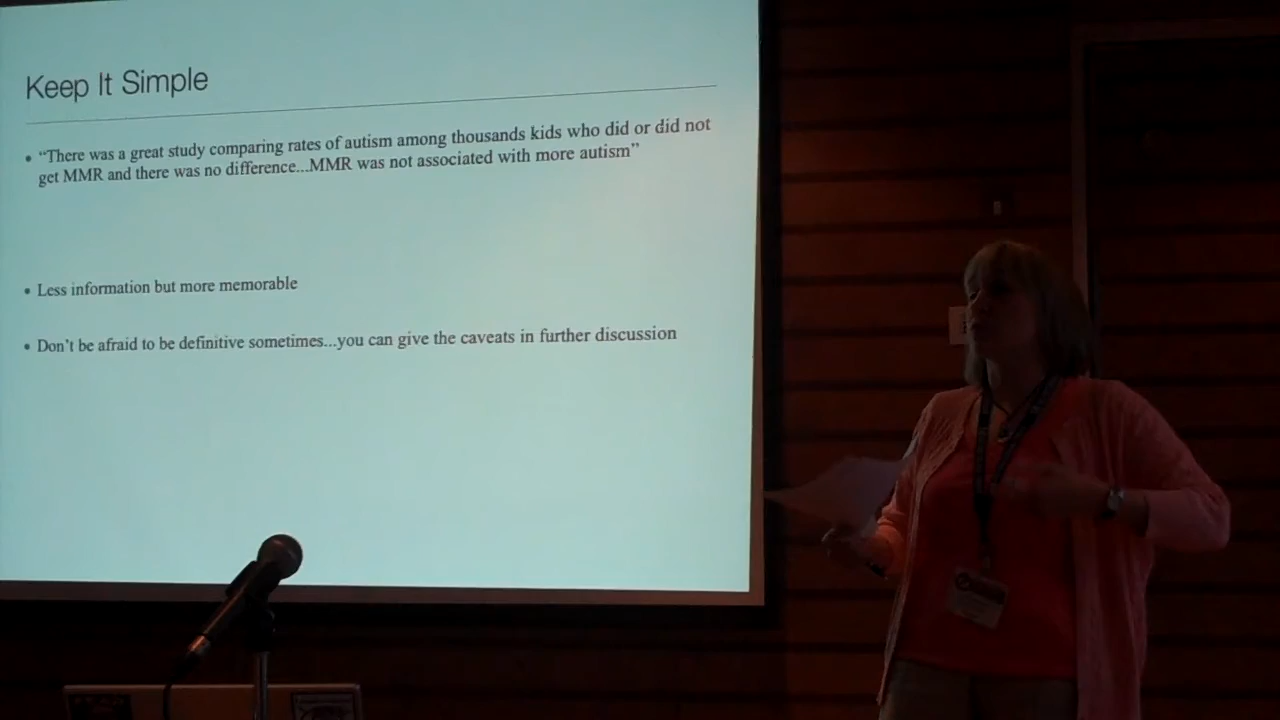 Keep It Simple
• “There was a great study comparing rates of autism among thousands kids who did or did not
get MMR and there was no difference...MMR was not associated with more autism”
• Less information but more memorable
• Don’t be afraid to be definitive sometimes...you can give the caveats in further discussion